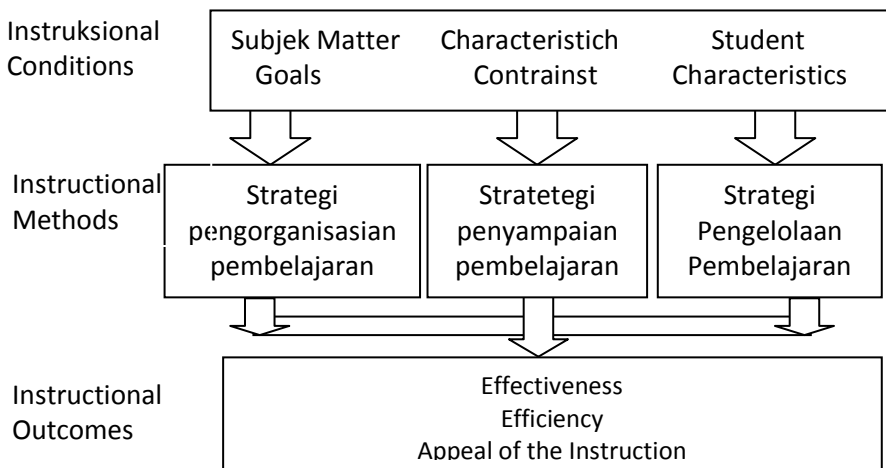 Instruksional
Conditions
Subjek Matter
Goals
Characteristich
Contrainst
Student
Characteristics
Instructional
Methods
Strategi
pengorganisasian
pembelajaran
Stratetegi
penyampaian
pembelajaran
Strategi
Pengelolaan
Pembelajaran
Instructional
Outcomes
Effectiveness
Efficiency
Appeal of the Instruction